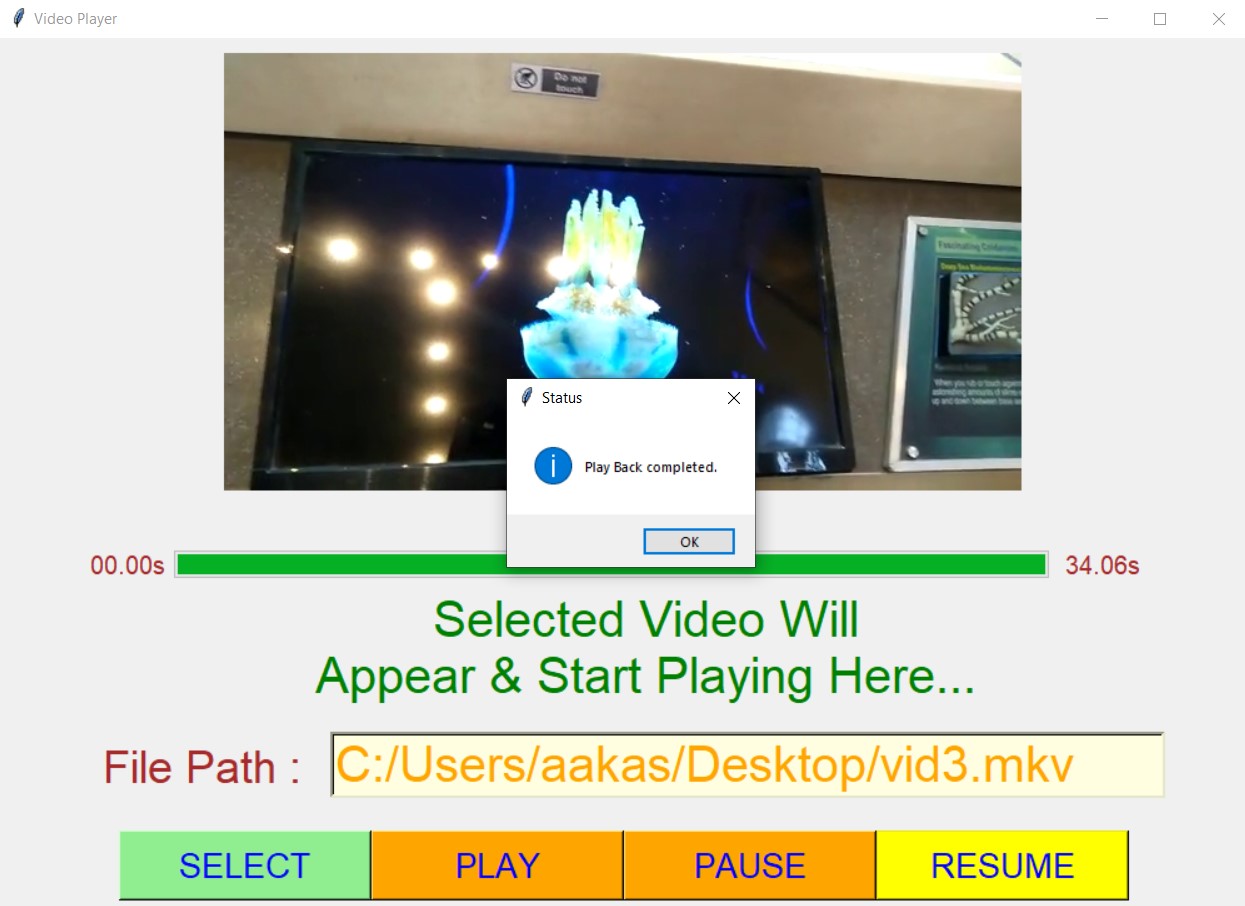 Video Player
Do not
touch
Fascinating
Status
Play Back completed.
OK
00.00s
34.06s
Selected Video Will
Appear & Start Playing Here...
File Path :
C:/Users/aakas/Desktop/vid3.mkv
SELECT
PLAY
PAUSE
RESUME